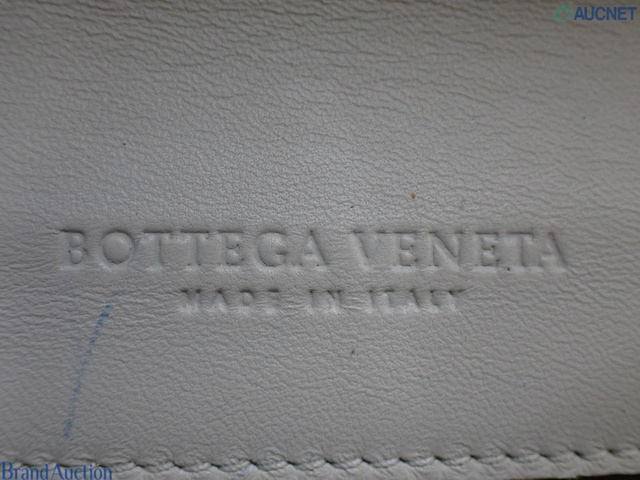 AUCNET
BOTTEGA VENETA
MADE IN ITALY
Brand Auction